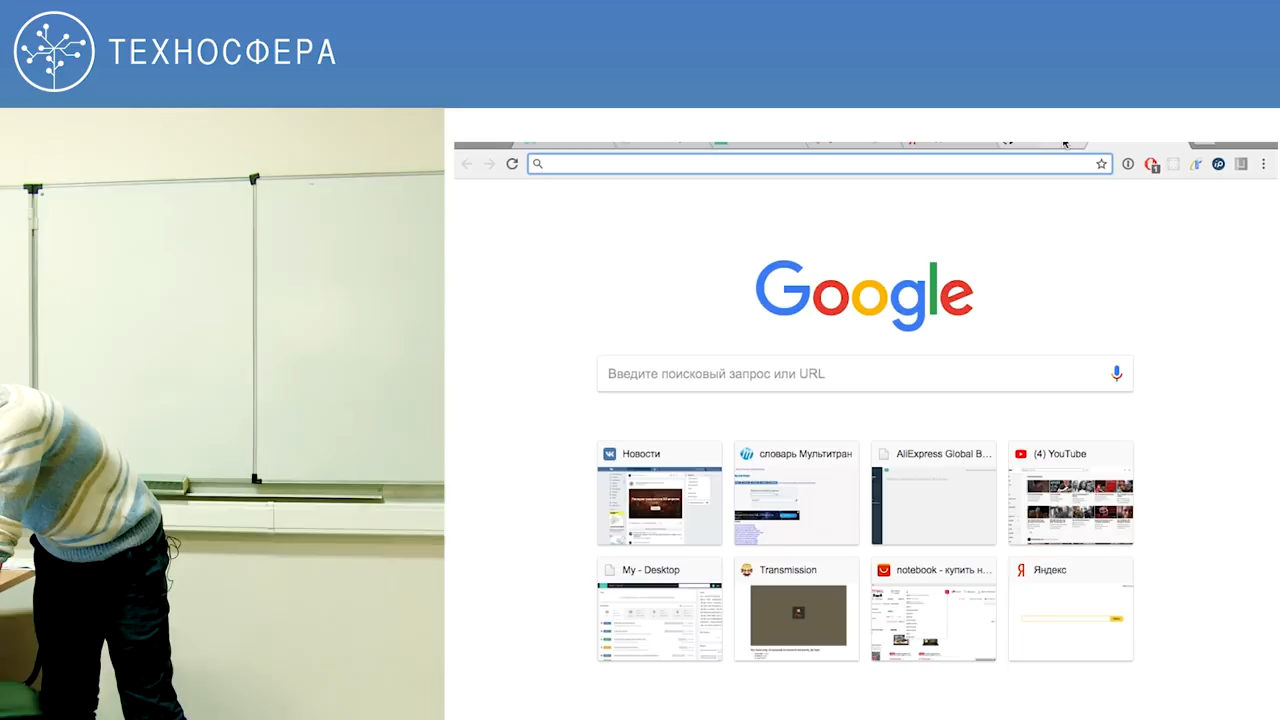 ТЕХНОСФЕРА
1
Google
Введите поисковый запрос или URL
Новости
словарь Мультитран
AliExpress Global B...
(4) YouTube
My - Desktop
Transmission
notebook - купить н...
Яндекс